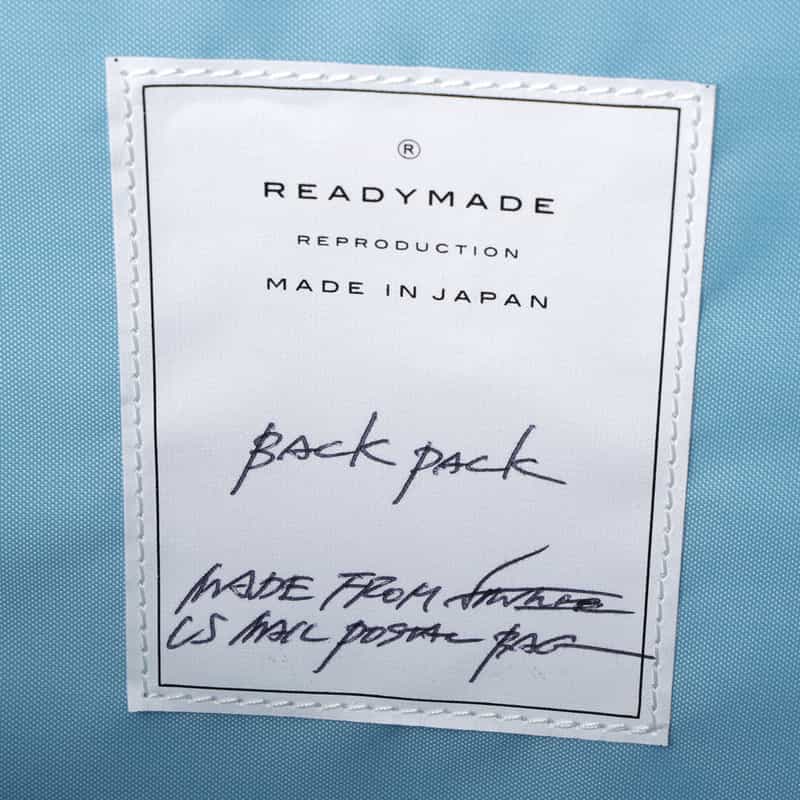 ®
READYMADE
REPRODUCTION
MADE IN JAPAN
BACK PACK
MADE FROM
US MAIL POSTAL BAG